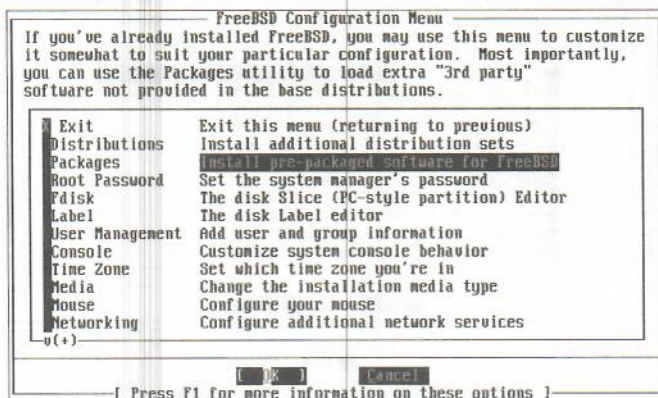 FreeBSD Configuration Menu
If you've already installed FreeBSD, you may use this menu to customize
it somewhat to suit your particular configuration.  Most importantly,
you can use the Packages utility to load extra "3rd party"
software not provided in the base distributions.
X Exit Exit this menu (returning to previous)
Distributions Install additional distribution sets
Packages Install pre-packaged software for FreeBSD
Root Password Set the system manager's password
Fdisk The disk Slice (PC-style partition) Editor
Label The disk Label editor
User Management Add user and group information
Console Customize system console behavior
Time Zone Set which time zone you're in
Media Change the installation media type
Mouse Configure your mouse
Networking Configure additional network services
v(+)
[ OK ] Cancel
[ Press F1 for more information on these options ]